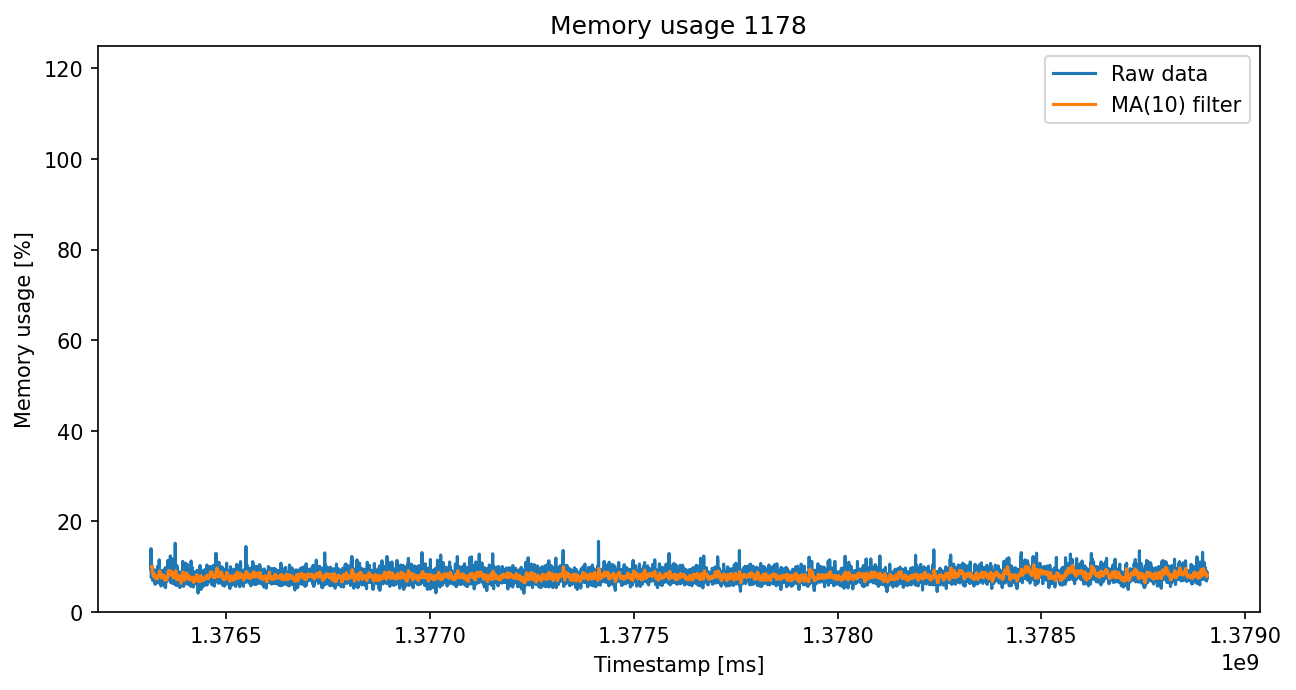 Memory usage 1178
Raw data
MA(10) filter
Memory usage [%]
120
100
80
60
40
20
0
1.3765 1.3770 1.3775 1.3780 1.3785 1.3790
1e9
Timestamp [ms]